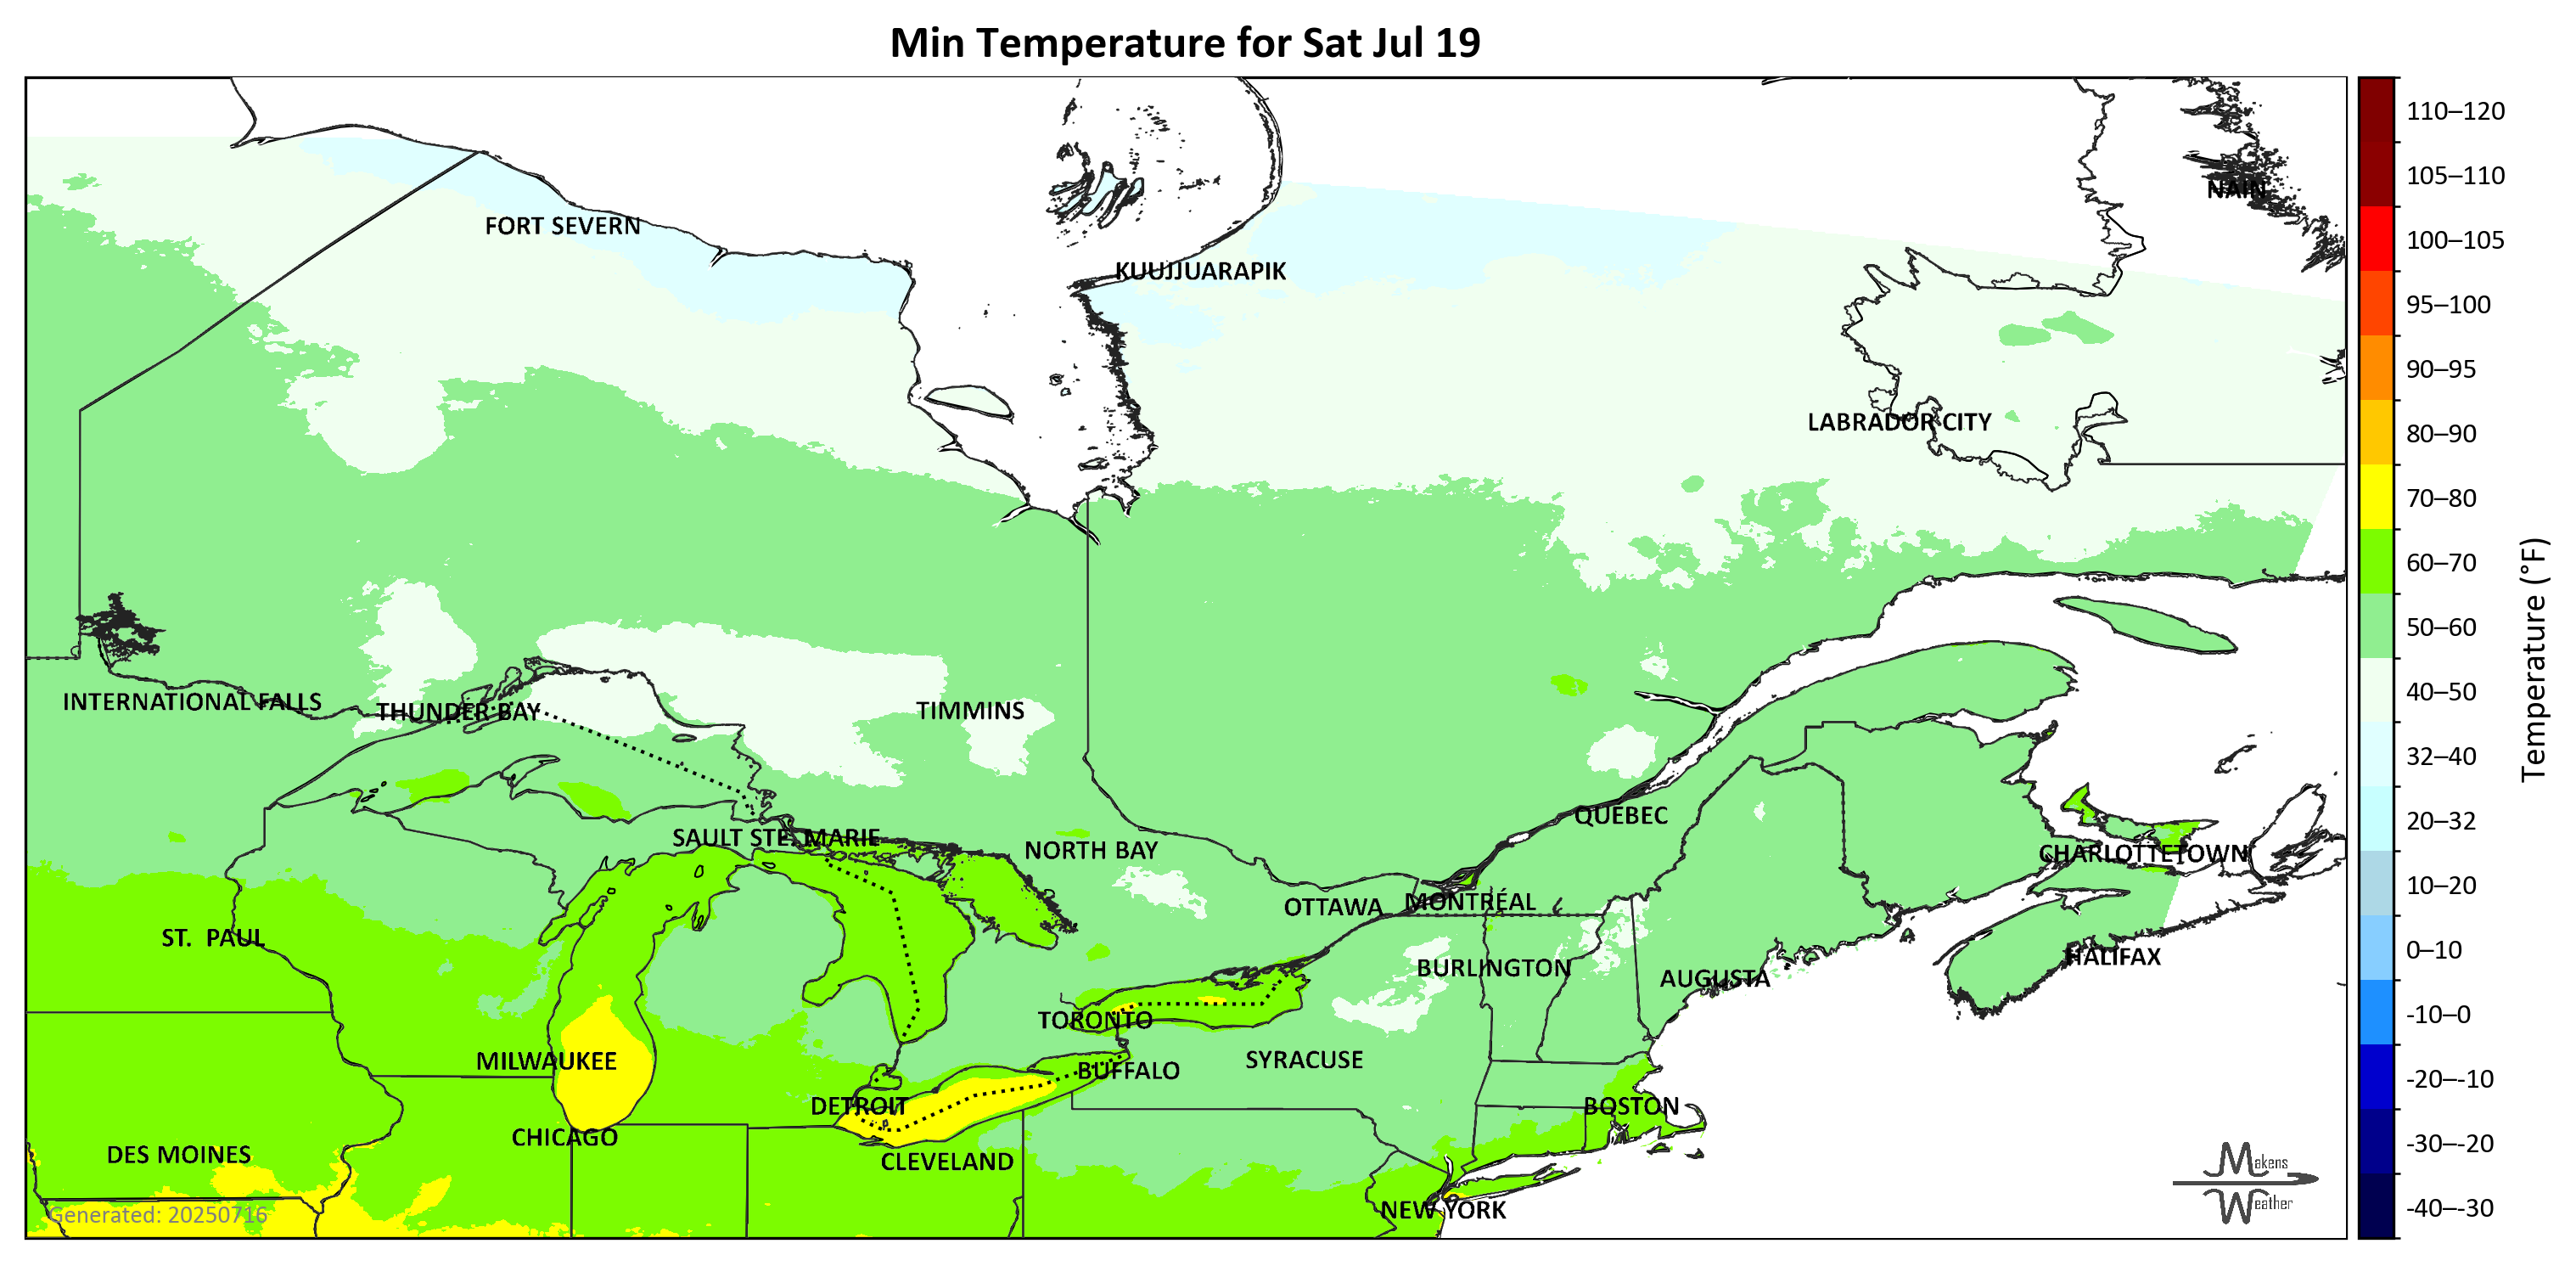 Min Temperature for Sat Jul 19
NAIN
FORT SEVERN
KUUJJUARAPIK
LABRADOR CITY
INTERNATIONAL FALLS
THUNDER BAY
TIMMINS
QUÉBEC
SAULT STE. MARIE
NORTH BAY
CHARLOTTETOWN
OTTAWA
MONTRÉAL
ST. PAUL
HALIFAX
BURLINGTON
AUGUSTA
TORONTO
MILWAUKEE
SYRACUSE
BUFFALO
DETROIT
BOSTON
CHICAGO
DES MOINES
CLEVELAND
NEW YORK
Generated: 20250716
Makens
Weather
110–120
105–110
100–105
95–100
90–95
80–90
70–80
60–70
50–60
40–50
32–40
20–32
10–20
0–10
-10–0
-20–-10
-30–-20
-40–-30
Temperature (°F)